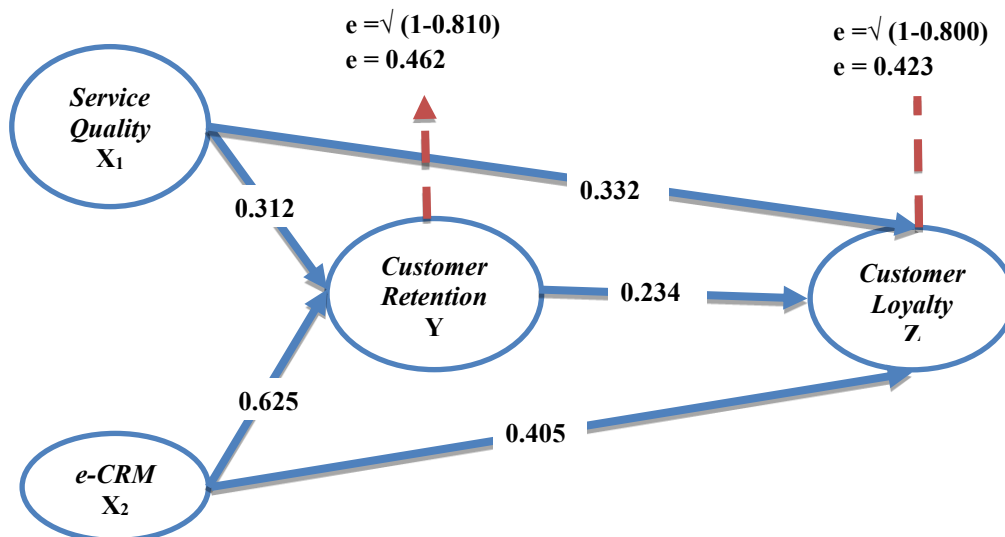 e =√ (1-0.810)
e = 0.462
e =√ (1-0.800)
e = 0.423
Service
Quality
X₁
0.332
0.312
Customer
Retention
Y
0.234
Customer
Loyalty
Z
0.625
0.405
e-CRM
X₂